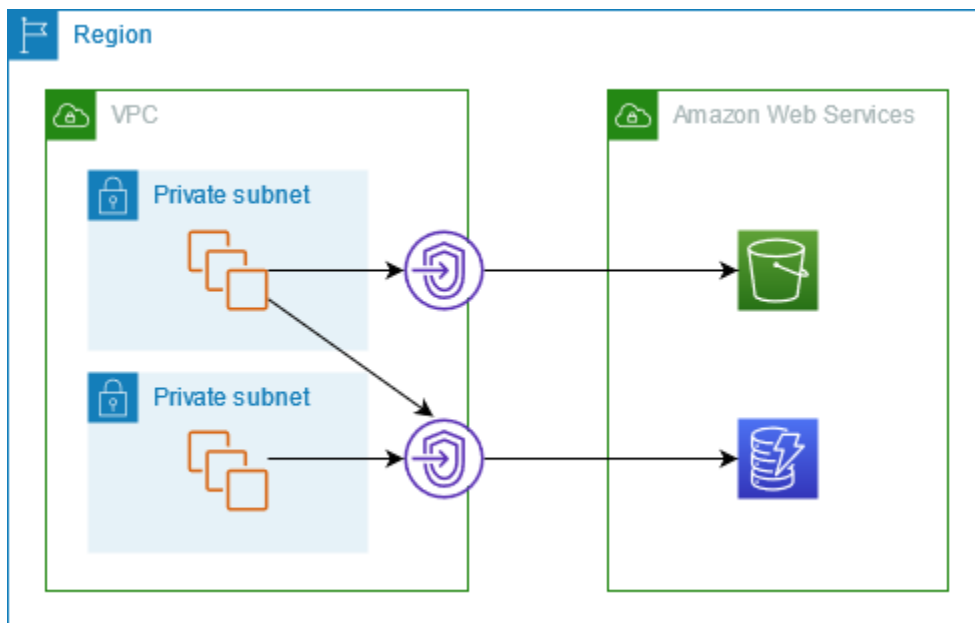 Region
VPC
Amazon Web Services
Private subnet
Private subnet